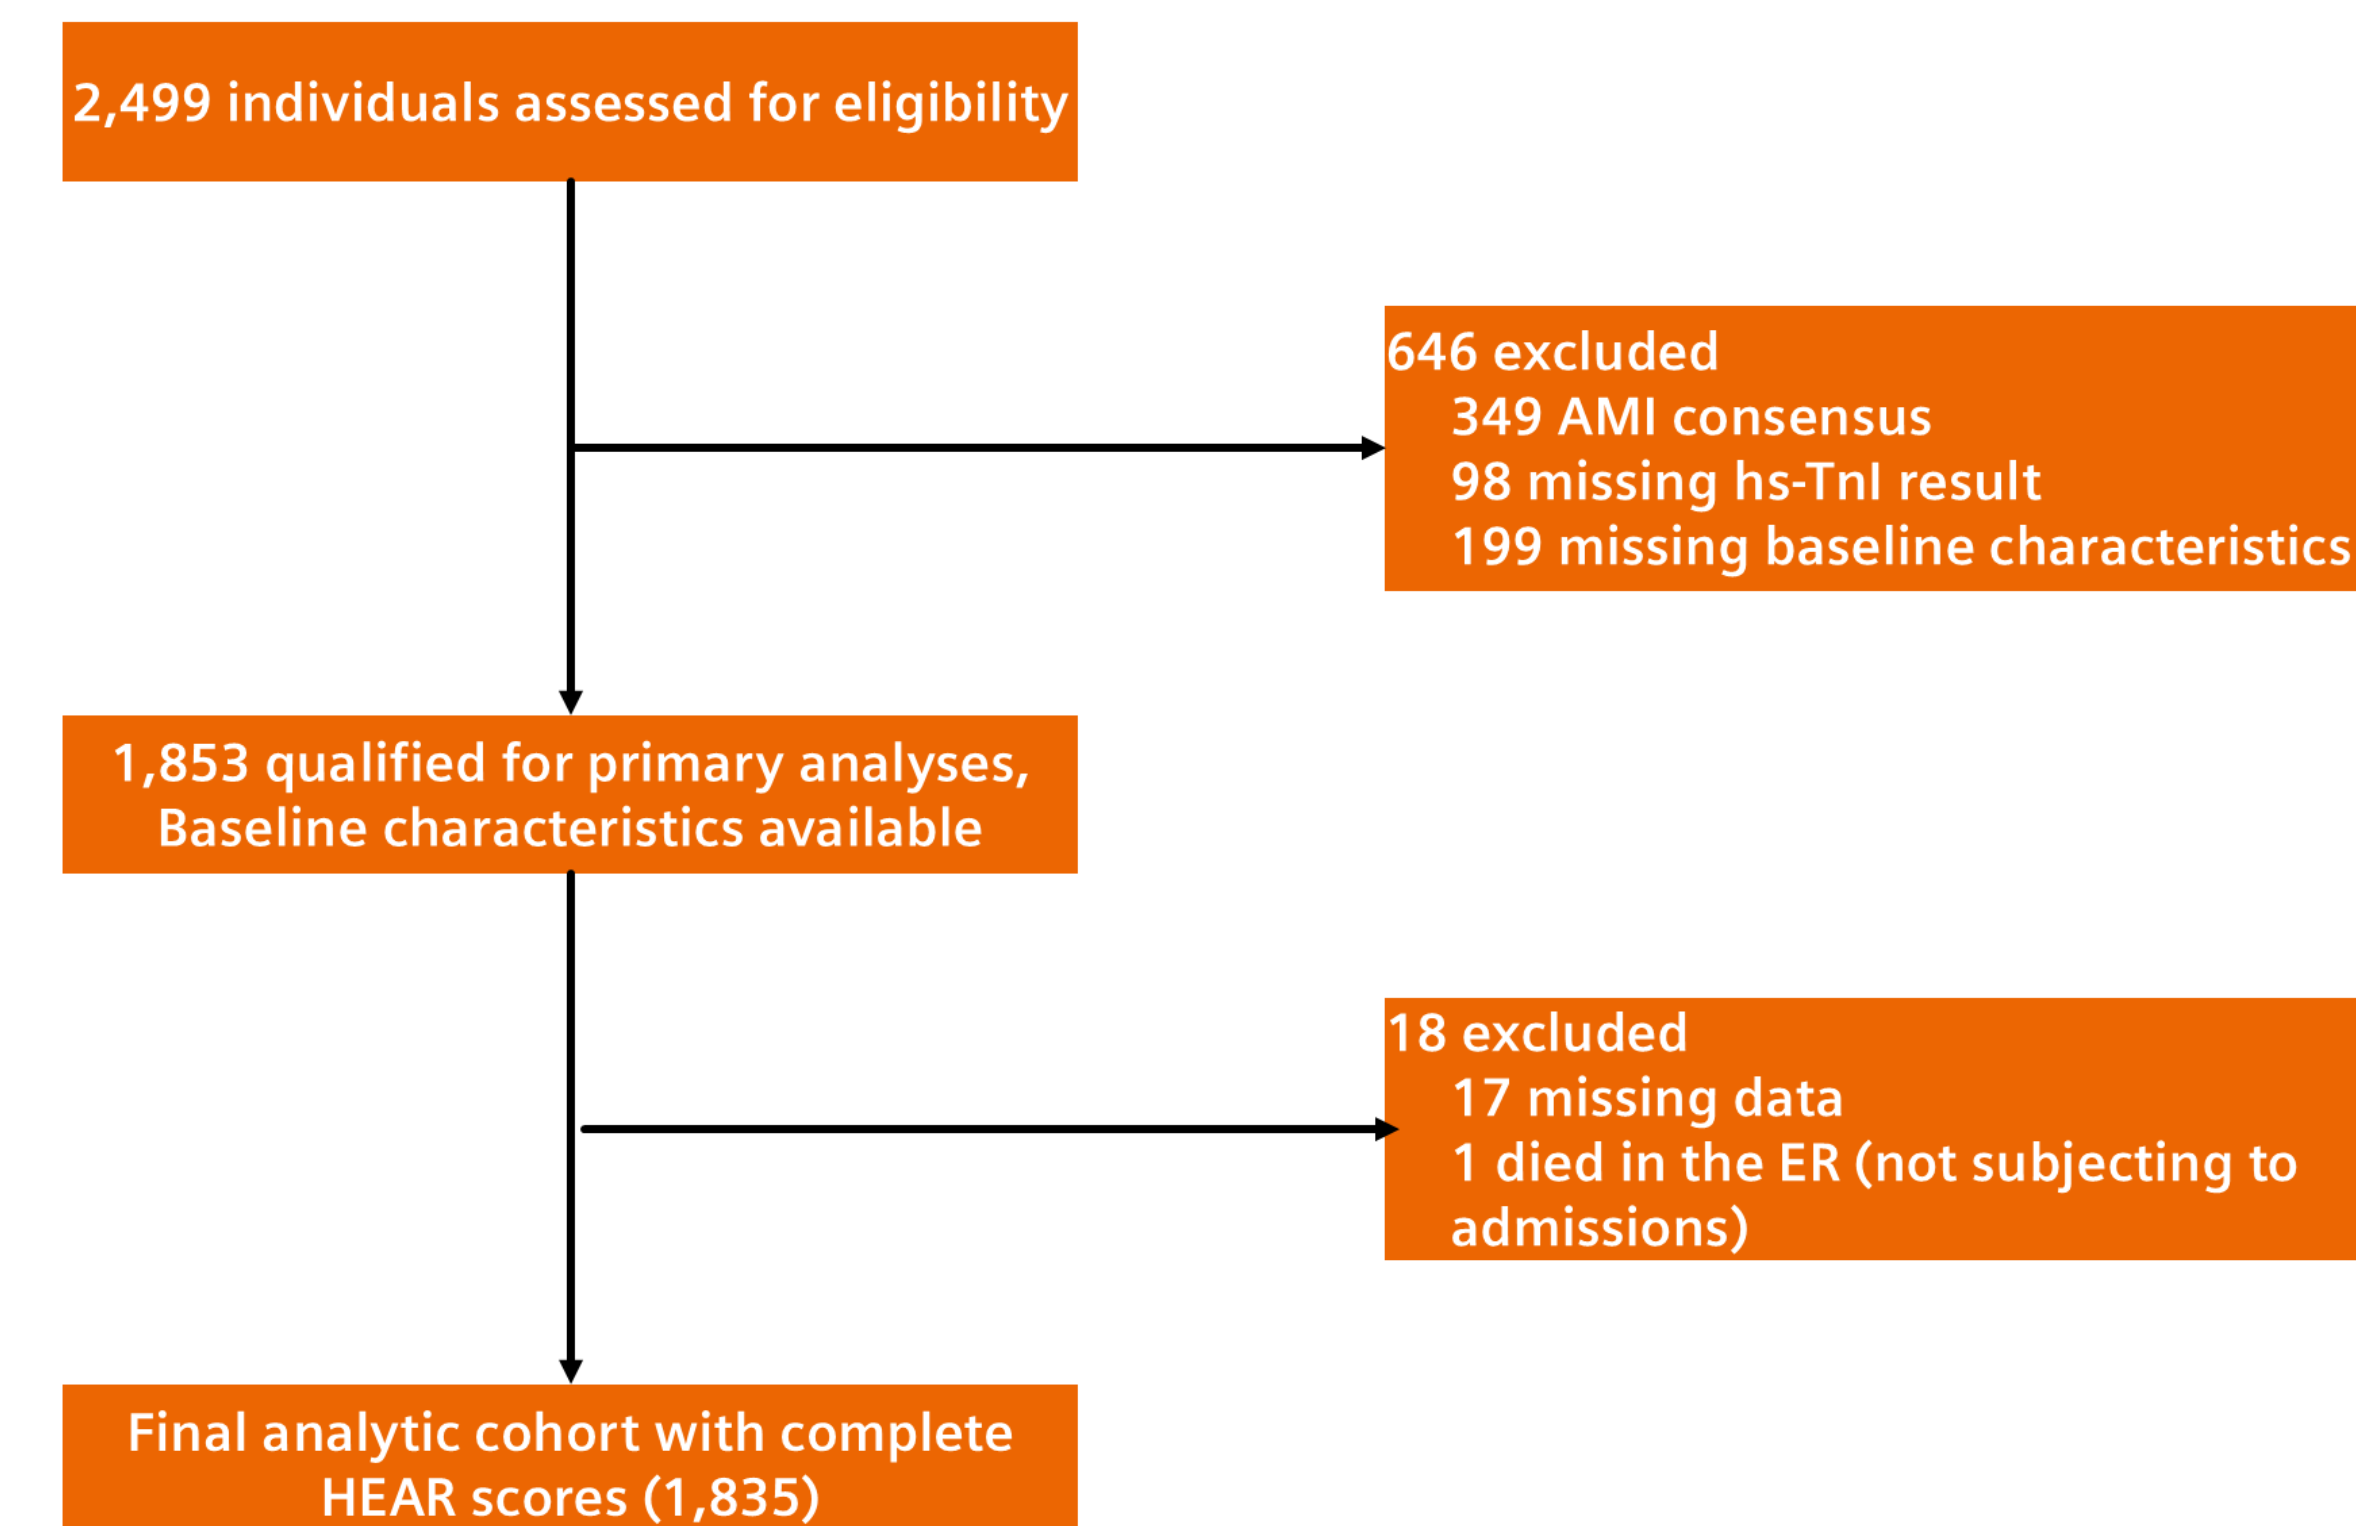 2,499 individuals assessed for eligibility
646 excluded
349 AMI consensus
98 missing hs-TnI result
199 missing baseline characteristics
1,853 qualified for primary analyses,
Baseline characteristics available
18 excluded
17 missing data
1 died in the ER (not subjecting to
admissions)
Final analytic cohort with complete
HEAR scores (1,835)